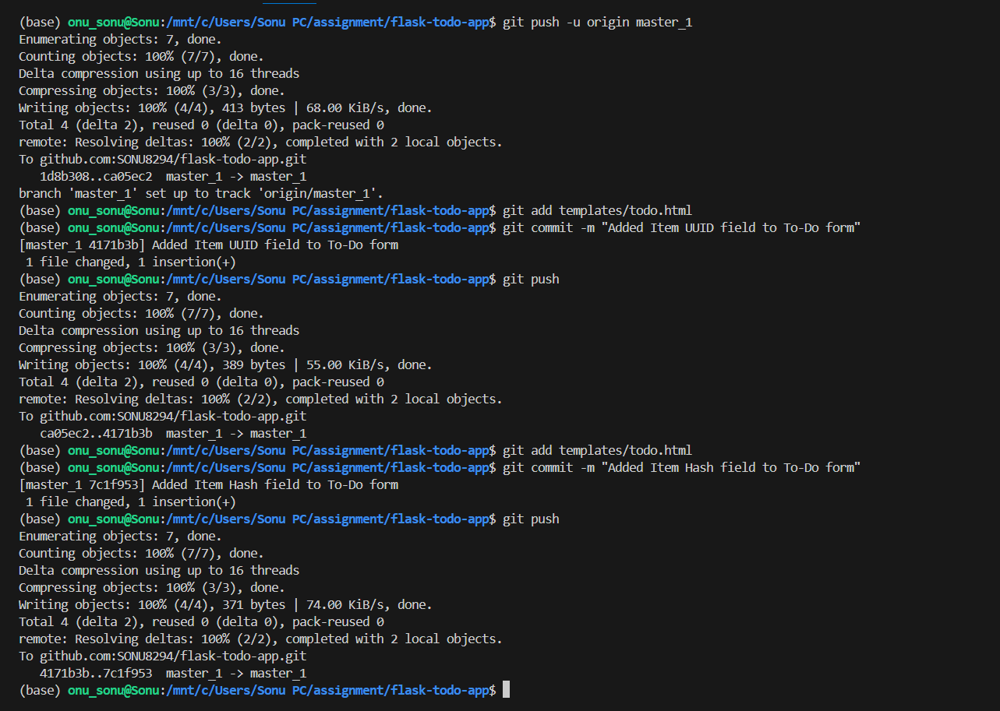 (base) onu_sonu@Sonu:/mnt/c/Users/Sonu PC/assignment/flask-todo-app$ git push -u origin master_1
Enumerating objects: 7, done.
Counting objects: 100% (7/7), done.
Delta compression using up to 16 threads
Compressing objects: 100% (3/3), done.
Writing objects: 100% (4/4), 413 bytes | 68.00 KiB/s, done.
Total 4 (delta 2), reused 0 (delta 0), pack-reused 0
remote: Resolving deltas: 100% (2/2), completed with 2 local objects.
To github.com:SONU8294/flask-todo-app.git
   1d8b308..ca05ec2  master_1 -> master_1
branch 'master_1' set up to track 'origin/master_1'.
(base) onu_sonu@Sonu:/mnt/c/Users/Sonu PC/assignment/flask-todo-app$ git add templates/todo.html
(base) onu_sonu@Sonu:/mnt/c/Users/Sonu PC/assignment/flask-todo-app$ git commit -m "Added Item UUID field to To-Do form"
[master_1 4171b3b] Added Item UUID field to To-Do form
 1 file changed, 1 insertion(+)
(base) onu_sonu@Sonu:/mnt/c/Users/Sonu PC/assignment/flask-todo-app$ git push
Enumerating objects: 7, done.
Counting objects: 100% (7/7), done.
Delta compression using up to 16 threads
Compressing objects: 100% (3/3), done.
Writing objects: 100% (4/4), 389 bytes | 55.00 KiB/s, done.
Total 4 (delta 2), reused 0 (delta 0), pack-reused 0
remote: Resolving deltas: 100% (2/2), completed with 2 local objects.
To github.com:SONU8294/flask-todo-app.git
   ca05ec2..4171b3b  master_1 -> master_1
(base) onu_sonu@Sonu:/mnt/c/Users/Sonu PC/assignment/flask-todo-app$ git add templates/todo.html
(base) onu_sonu@Sonu:/mnt/c/Users/Sonu PC/assignment/flask-todo-app$ git commit -m "Added Item Hash field to To-Do form"
[master_1 7c1f953] Added Item Hash field to To-Do form
 1 file changed, 1 insertion(+)
(base) onu_sonu@Sonu:/mnt/c/Users/Sonu PC/assignment/flask-todo-app$ git push
Enumerating objects: 7, done.
Counting objects: 100% (7/7), done.
Delta compression using up to 16 threads
Compressing objects: 100% (3/3), done.
Writing objects: 100% (4/4), 371 bytes | 74.00 KiB/s, done.
Total 4 (delta 2), reused 0 (delta 0), pack-reused 0
remote: Resolving deltas: 100% (2/2), completed with 2 local objects.
To github.com:SONU8294/flask-todo-app.git
   4171b3b..7c1f953  master_1 -> master_1
(base) onu_sonu@Sonu:/mnt/c/Users/Sonu PC/assignment/flask-todo-app$